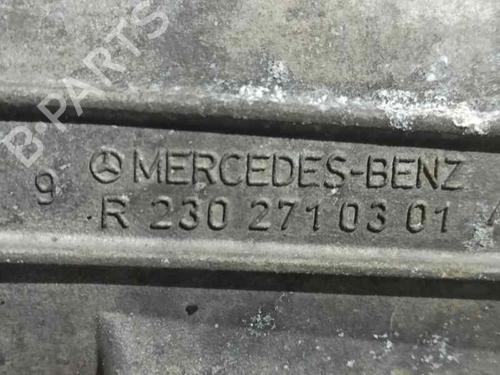 B-PARTS
MERCEDES-BENZ
9
R 230 271 03 01